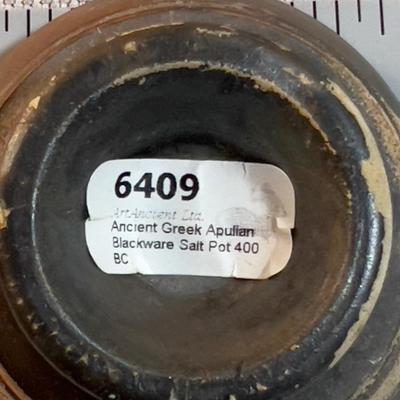 6409
ArtAncient Ltd.
Ancient Greek Apulian
Blackware Salt Pot 400
BC